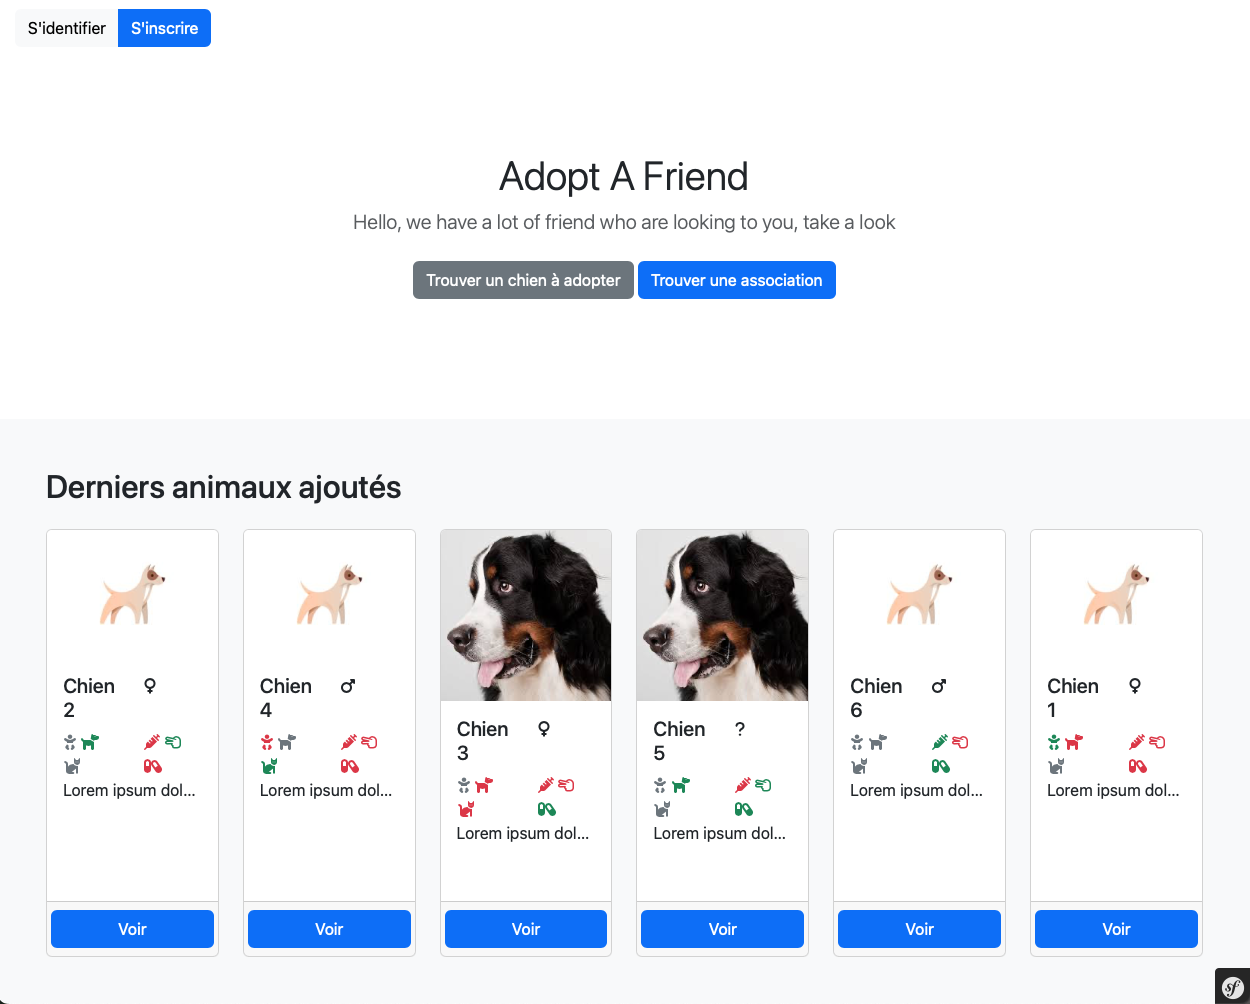 S'identifier S'inscrire
Adopt A Friend
Hello, we have a lot of friend who are looking to you, take a look
Trouver un chien à adopter Trouver une association
Derniers animaux ajoutés
Chien ♀
2
Lorem ipsum dol...
Voir
Chien ♂
4
Lorem ipsum dol...
Voir
Chien ♀
3
Lorem ipsum dol...
Voir
Chien ?
5
Lorem ipsum dol...
Voir
Chien ♂
6
Lorem ipsum dol...
Voir
Chien ♀
1
Lorem ipsum dol...
Voir
sf